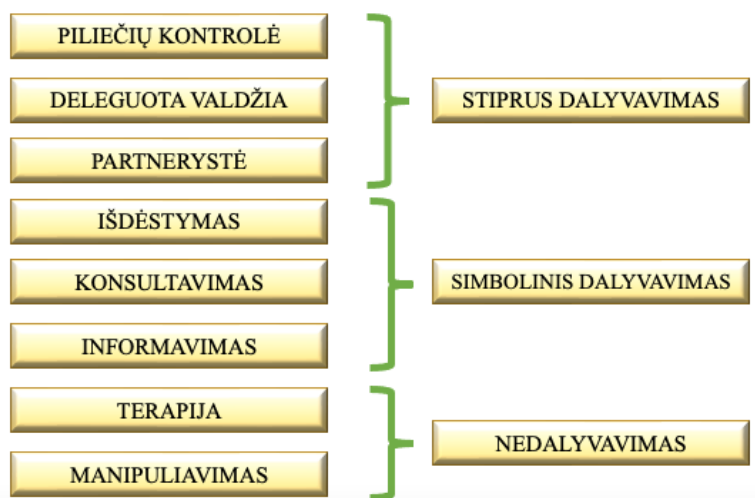 PILIEČIŲ KONTROLĖ
DELEGUOTA VALDŽIA
PARTNERYSTĖ
STIPRUS DALYVAVIMAS
IŠDĖSTYMAS
KONSULTAVIMAS
INFORMAVIMAS
SIMBOLINIS DALYVAVIMAS
TERAPIJA
MANIPULIAVIMAS
NEDALYVAVIMAS